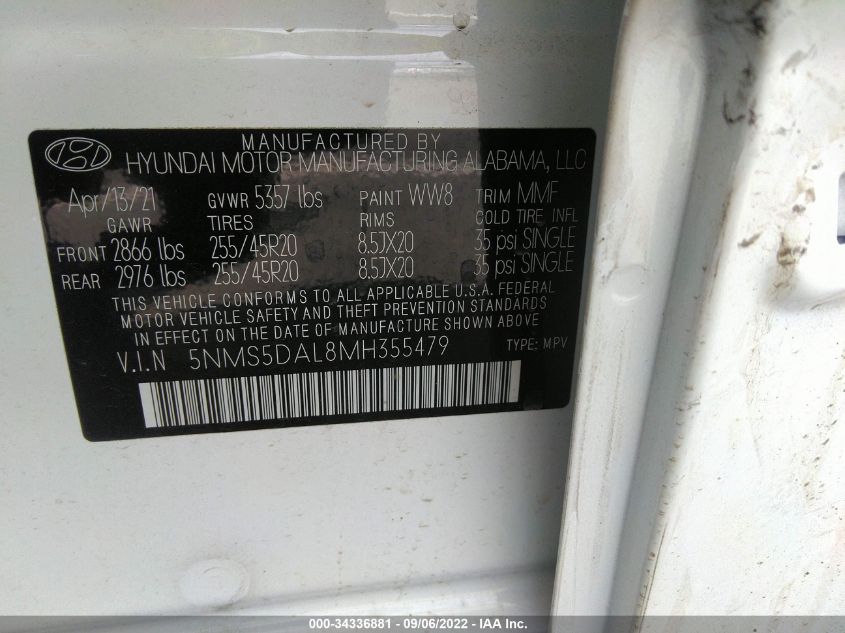 MANUFACTURED BY
HYUNDAI MOTOR MANUFACTURING ALABAMA, LLC
Apr/13/21 GVWR 5357 lbs PAINT WW8 TRIM MMF
GAWR TIRES RIMS COLD TIRE INFL
FRONT 2866 lbs 255/45R20 8.5JX20 35 psi SINGLE
REAR 2976 lbs 255/45R20 8.5JX20 35 psi SINGLE
THIS VEHICLE CONFORMS TO ALL APPLICABLE U.S.A. FEDERAL
MOTOR VEHICLE SAFETY AND THEFT PREVENTION STANDARDS
IN EFFECT ON THE DATE OF MANUFACTURE SHOWN ABOVE
V.I.N 5NMS5DAL8MH355479 TYPE: MPV
000-34336881 - 09/06/2022 - IAA Inc.